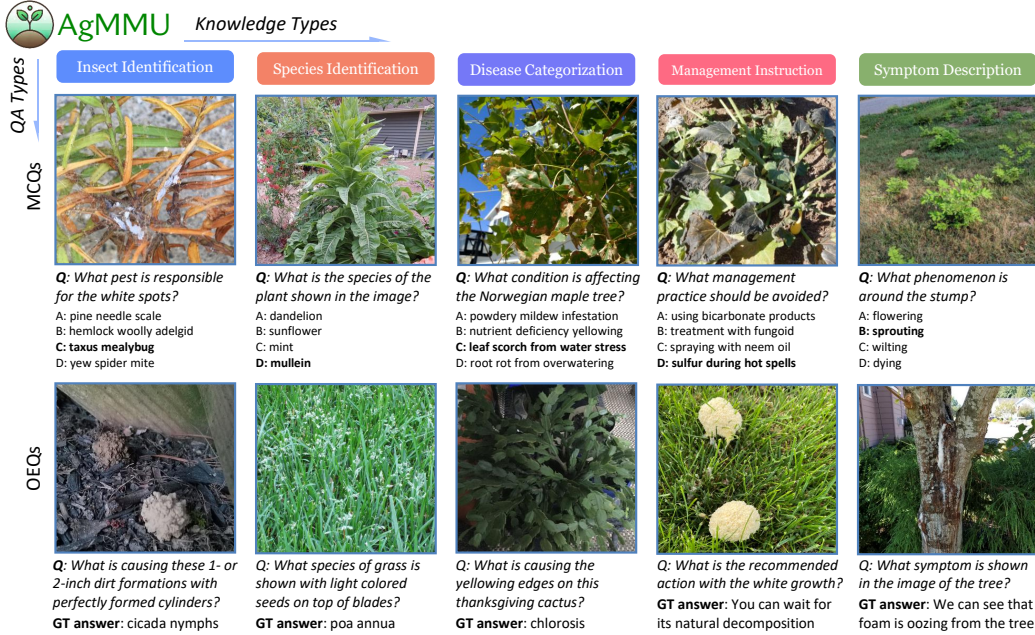 AgMMU
Knowledge Types
QA Types
Insect Identification
Species Identification
Disease Categorization
Management Instruction
Symptom Description
MCQs
Q: What pest is responsible
for the white spots?
A: pine needle scale
B: hemlock woolly adelgid
C: taxus mealybug
D: yew spider mite
Q: What is the species of the
plant shown in the image?
A: dandelion
B: sunflower
C: mint
D: mullein
Q: What condition is affecting
the Norwegian maple tree?
A: powdery mildew infestation
B: nutrient deficiency yellowing
C: leaf scorch from water stress
D: root rot from overwatering
Q: What management
practice should be avoided?
A: using bicarbonate products
B: treatment with fungoid
C: spraying with neem oil
D: sulfur during hot spells
Q: What phenomenon is
around the stump?
A: flowering
B: sprouting
C: wilting
D: dying
OEQs
Q: What is causing these 1- or
2-inch dirt formations with
perfectly formed cylinders?
GT answer: cicada nymphs
Q: What species of grass is
shown with light colored
seeds on top of blades?
GT answer: poa annua
Q: What is causing the
yellowing edges on this
thanksgiving cactus?
GT answer: chlorosis
Q: What is the recommended
action with the white growth?
GT answer: You can wait for
its natural decomposition
Q: What symptom is shown
in the image of the tree?
GT answer: We can see that
foam is oozing from the tree